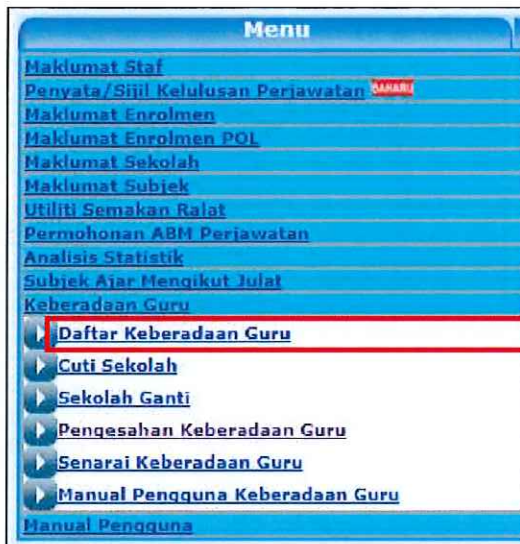 Menu
Maklumat Staf
Penyata/Sijil Kelulusan Perjawatan BAHARU
Maklumat Enrolmen
Maklumat Enrolmen POL
Maklumat Sekolah
Maklumat Subjek
Utiliti Semakan Ralat
Permohonan ABM Perjawatan
Analisis Statistik
Subjek Ajar Mengikut Julat
Keberadaan Guru
Daftar Keberadaan Guru
Cuti Sekolah
Sekolah Ganti
Pengesahan Keberadaan Guru
Senarai Keberadaan Guru
Manual Pengguna Keberadaan Guru
Manual Pengguna